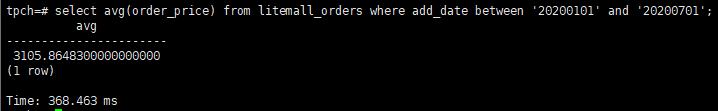 tpch=# select avg(order_price) from litemall_orders where add_date between '20200101' and '20200701';
avg
-----------------------
3105.8648300000000000
(1 row)
Time: 368.463 ms